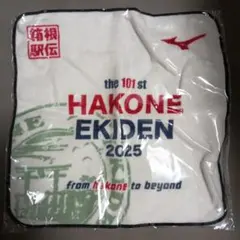 箱根
駅伝
the 101st
HAKONE
EKIDEN
2025
from hakone to beyond